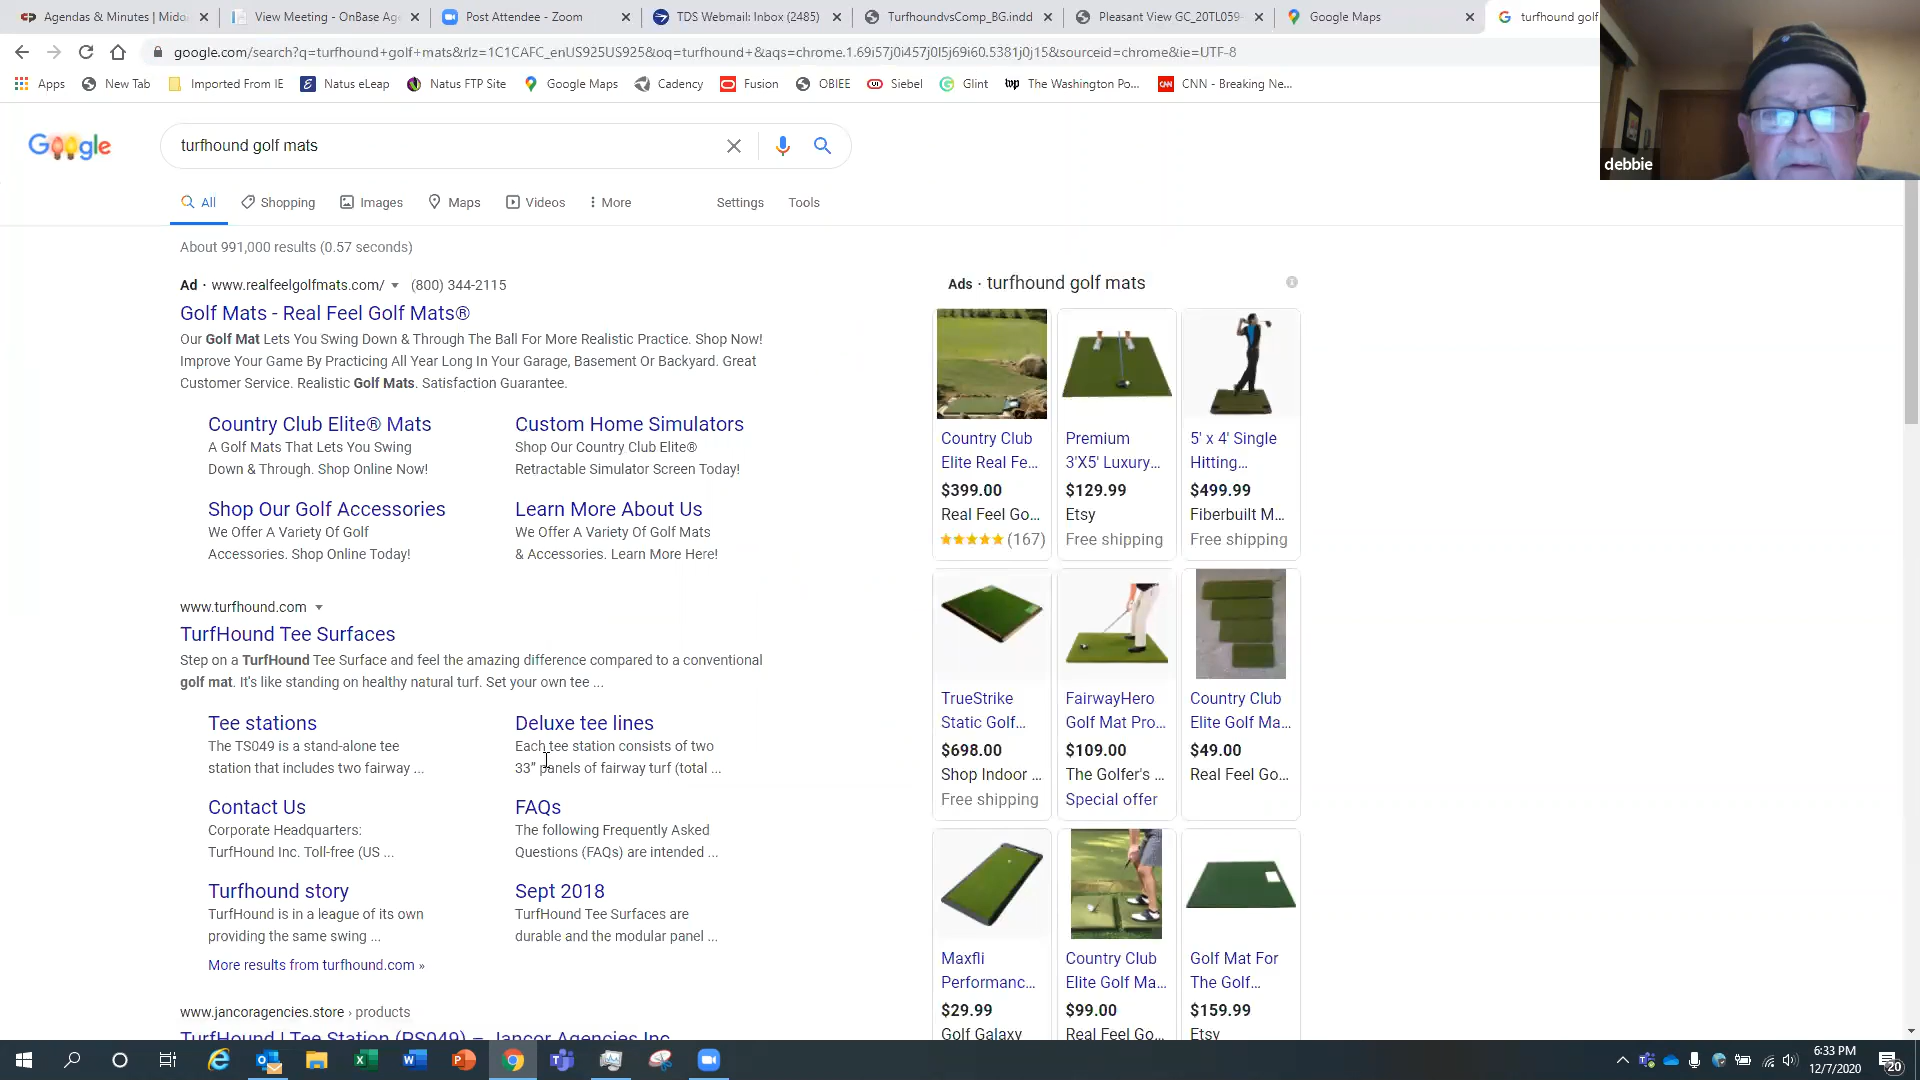 Agendas & Minutes | Mido
View Meeting - OnBase Age
Post Attendee - Zoom
TDS Webmail: Inbox (2485)
TurfhoundvsComp_BG.indd
Pleasant View GC_20TL059-
Google Maps
turfhound golf
google.com/search?q=turfhound+golf+mats&rlz=1C1CAFC_enUS925US925&oq=turfhound+&aqs=chrome.1.69i57j0i457j0l5j69i60.5381j0j15&sourceid=chrome&ie=UTF-8
Apps
New Tab
Imported From IE
Natus eLeap
Natus FTP Site
Google Maps
Cadency
Fusion
OBIEE
Siebel
Glint
The Washington Po...
CNN - Breaking Ne...
debbie
Google
turfhound golf mats
All
Shopping
Images
Maps
Videos
More
Settings
Tools
About 991,000 results (0.57 seconds)
Ad · www.realfeelgolfmats.com/ (800) 344-2115
Golf Mats - Real Feel Golf Mats®
Our Golf Mat Lets You Swing Down & Through The Ball For More Realistic Practice. Shop Now!
Improve Your Game By Practicing All Year Long In Your Garage, Basement Or Backyard. Great
Customer Service. Realistic Golf Mats. Satisfaction Guarantee.
Country Club Elite® Mats
A Golf Mats That Lets You Swing
Down & Through. Shop Online Now!
Custom Home Simulators
Shop Our Country Club Elite®
Retractable Simulator Screen Today!
Shop Our Golf Accessories
We Offer A Variety Of Golf
Accessories. Shop Online Today!
Learn More About Us
We Offer A Variety Of Golf Mats
& Accessories. Learn More Here!
www.turfhound.com
TurfHound Tee Surfaces
Step on a TurfHound Tee Surface and feel the amazing difference compared to a conventional
golf mat. It's like standing on healthy natural turf. Set your own tee ...
Tee stations
The TS049 is a stand-alone tee
station that includes two fairway ...
Deluxe tee lines
Each tee station consists of two
33" panels of fairway turf (total ...
Contact Us
Corporate Headquarters:
TurfHound Inc. Toll-free (US ...
FAQs
The following Frequently Asked
Questions (FAQs) are intended ...
Turfhound story
TurfHound is in a league of its own
providing the same swing ...
Sept 2018
TurfHound Tee Surfaces are
durable and the modular panel ...
More results from turfhound.com »
www.jancoragencies.store › products
TurfHound | Tee Station (PS049) – Jancor Agencies Inc
Ads · turfhound golf mats
Country Club
Elite Real Fe...
$399.00
Real Feel Go...
(167)
Premium
3'X5' Luxury...
$129.99
Etsy
Free shipping
5' x 4' Single
Hitting...
$499.99
Fiberbuilt M...
Free shipping
TrueStrike
Static Golf...
$698.00
Shop Indoor ...
Free shipping
FairwayHero
Golf Mat Pro...
$109.00
The Golfer's ...
Special offer
Country Club
Elite Golf Ma...
$49.00
Real Feel Go...
Maxfli
Performanc...
$29.99
Golf Galaxy
Country Club
Elite Golf Ma...
$99.00
Real Feel Go...
Golf Mat For
The Golf...
$159.99
Etsy
6:33 PM
12/7/2020
20